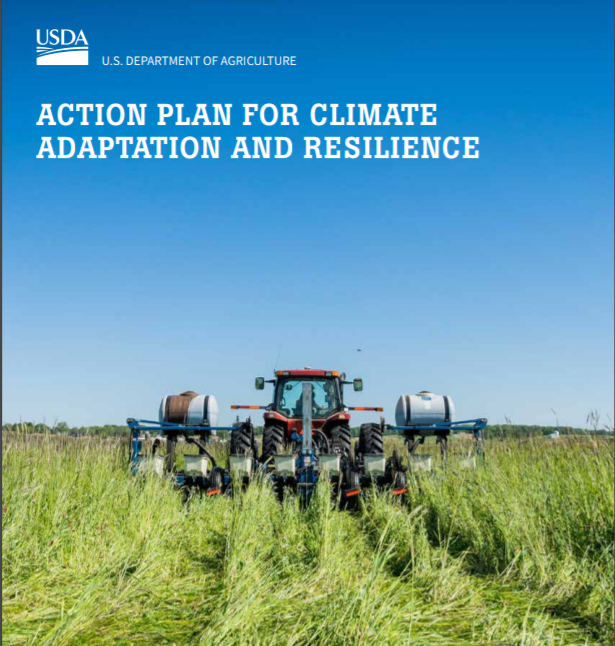 USDA
U.S. DEPARTMENT OF AGRICULTURE
ACTION PLAN FOR CLIMATE
ADAPTATION AND RESILIENCE